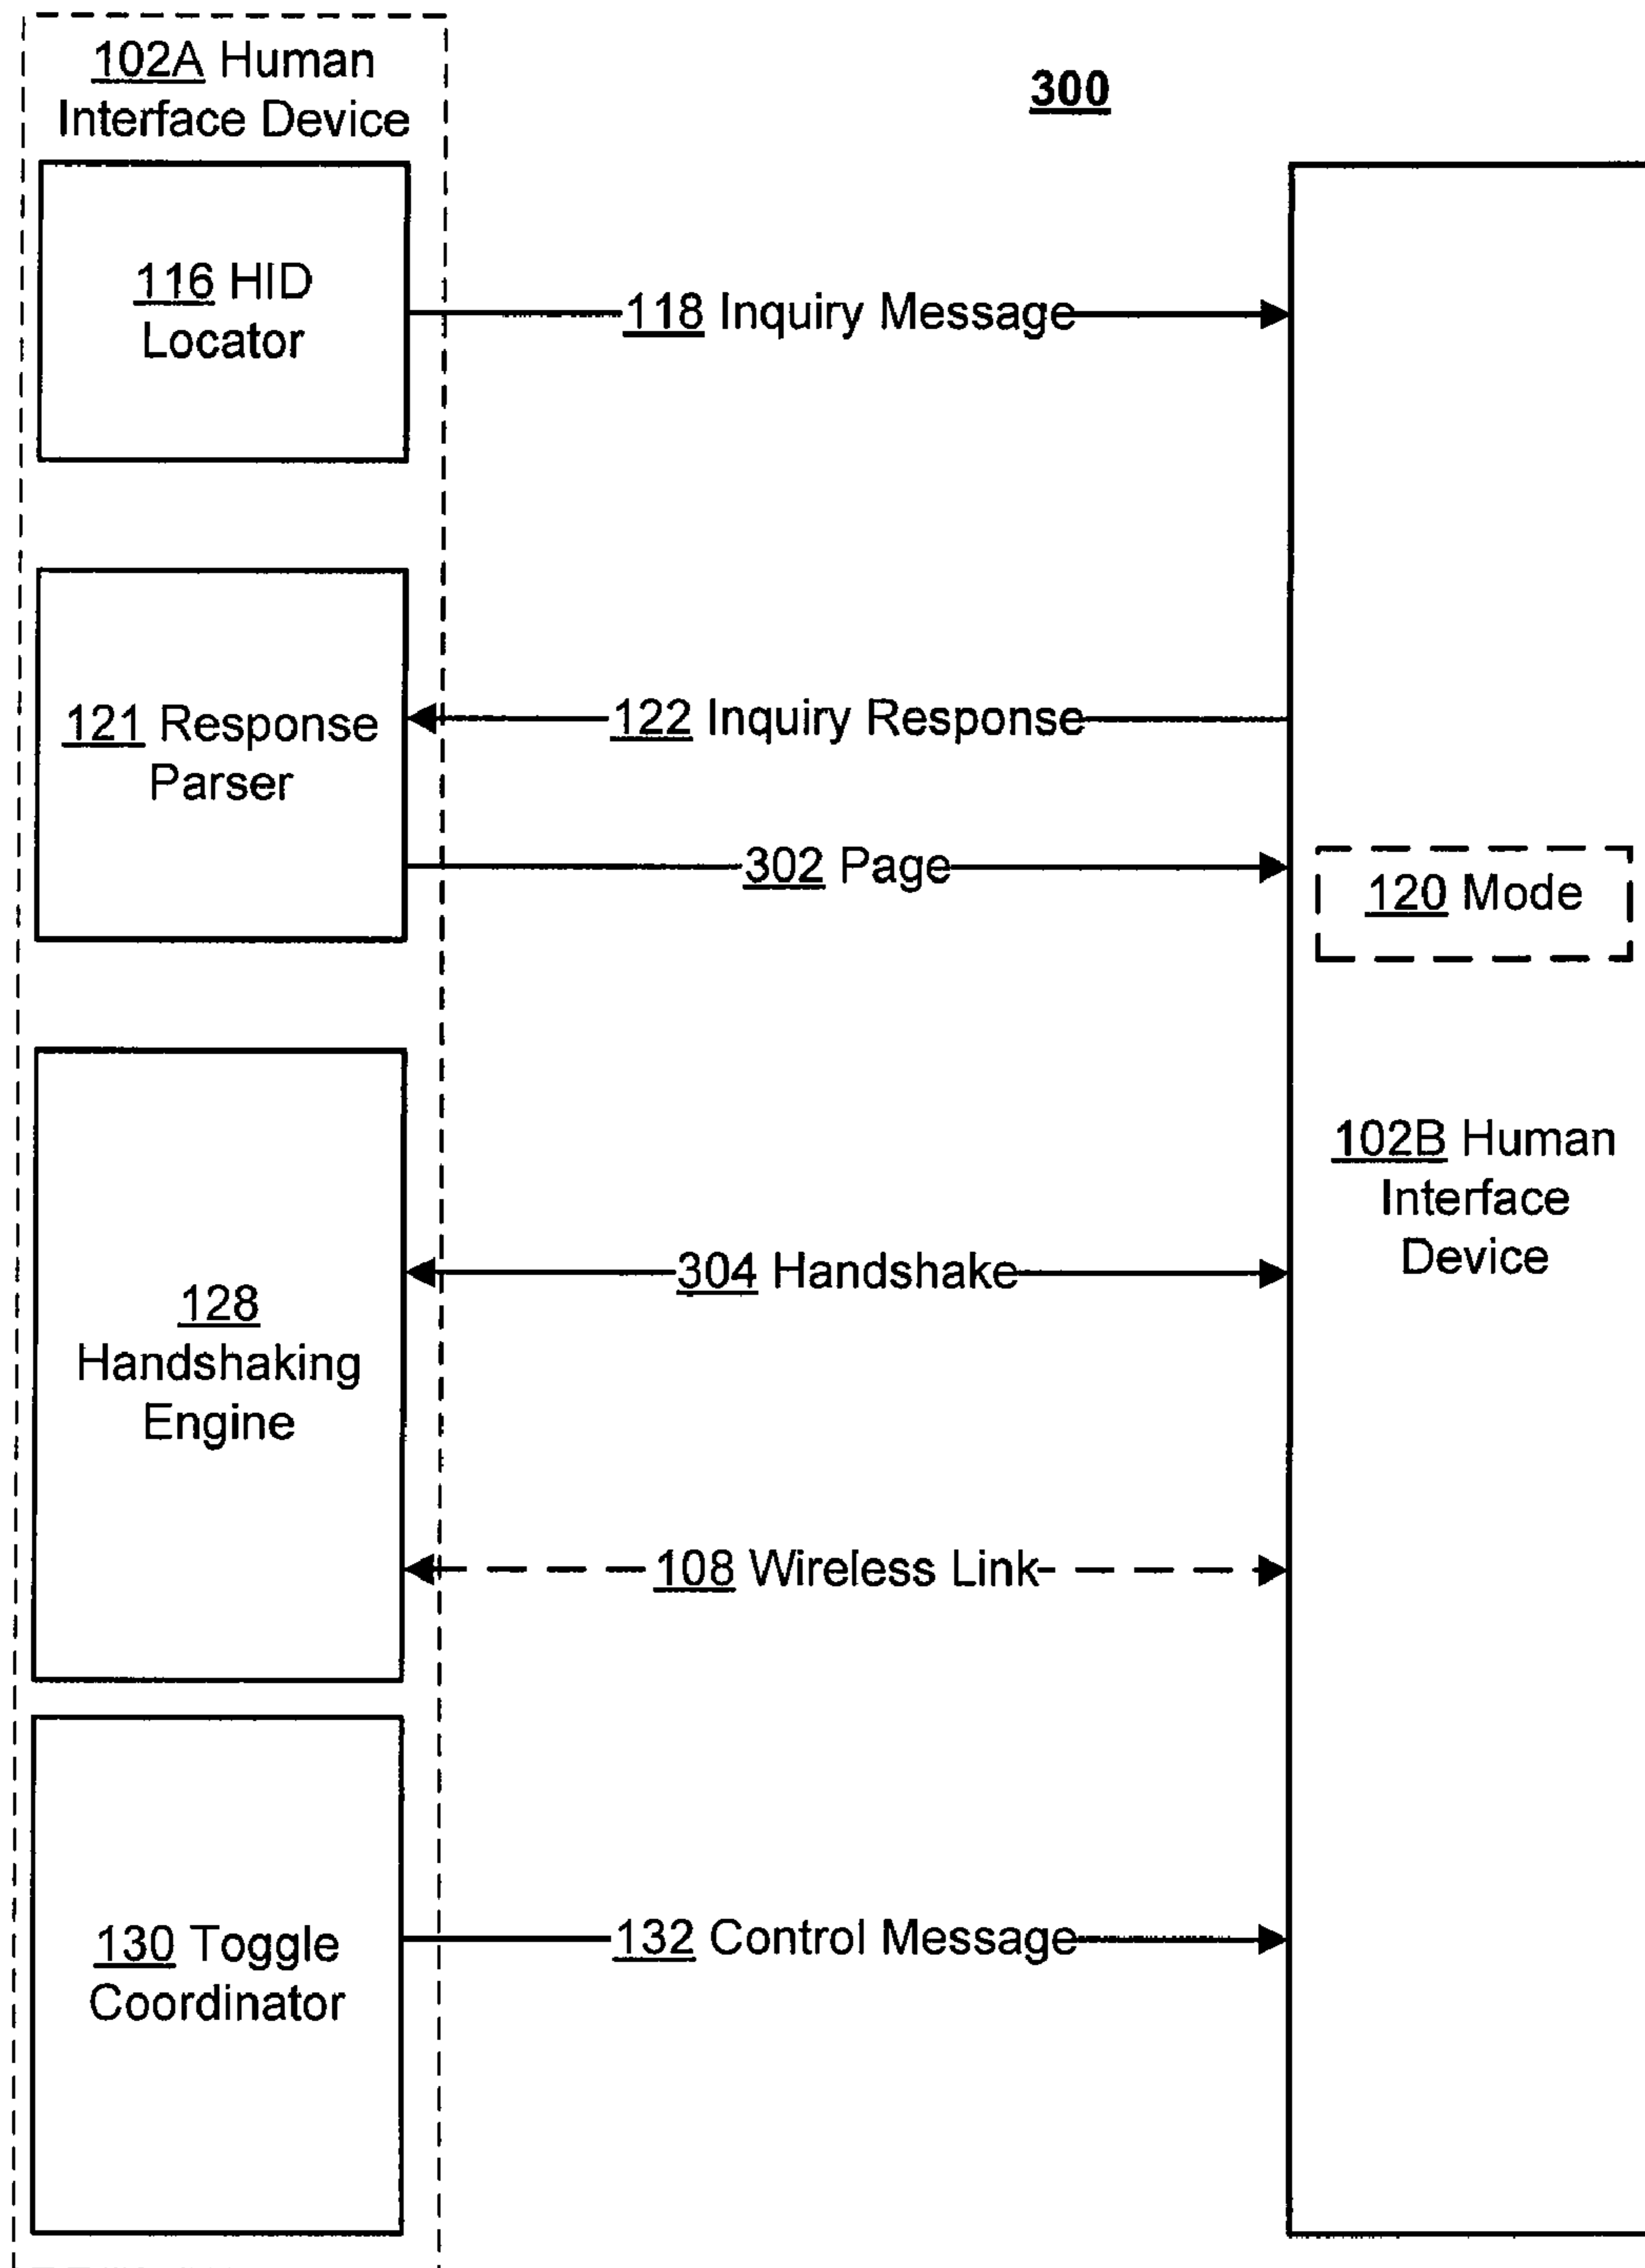 102A Human
Interface Device
300
116 HID
Locator
118 Inquiry Message
121 Response
Parser
122 Inquiry Response
302 Page
120 Mode
128
Handshaking
Engine
304 Handshake
102B Human
Interface
Device
108 Wireless Link
130 Toggle
Coordinator
132 Control Message